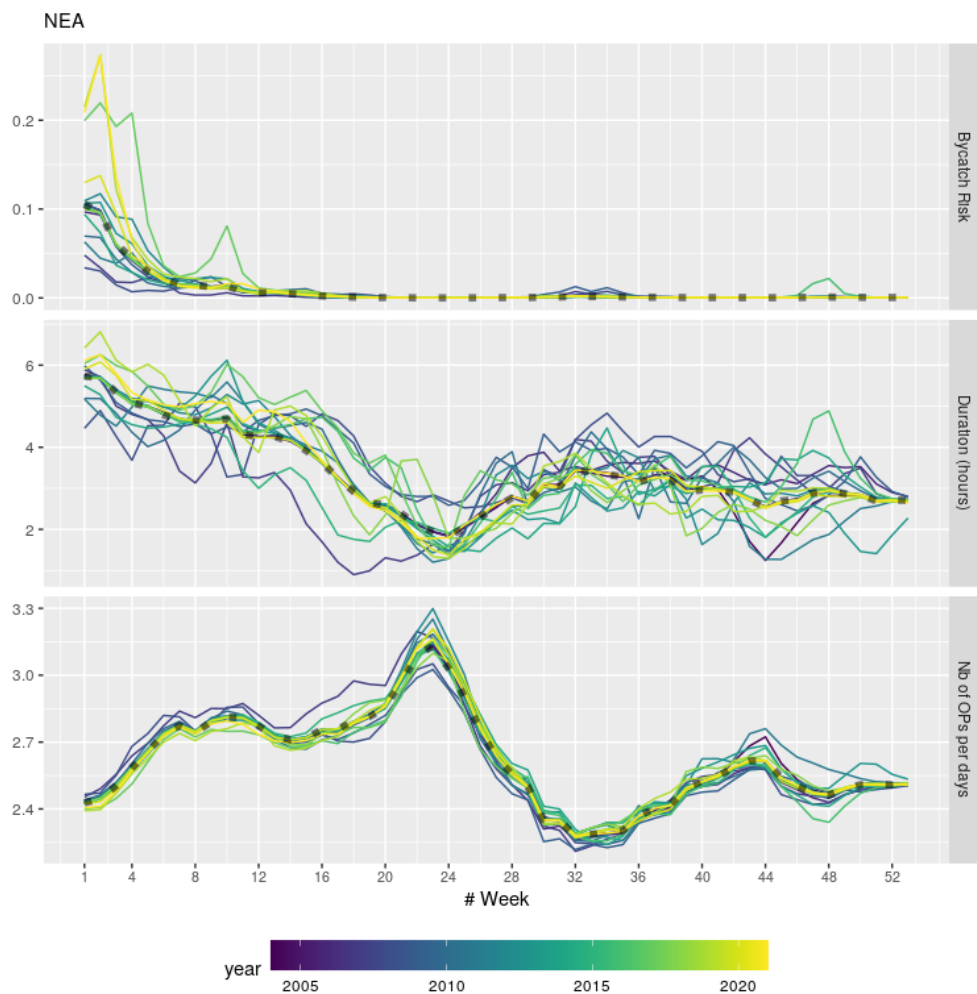 NEA
0.2
0.1
0.0
Bycatch Risk
6
4
2
Duration (hours)
3.3
3.0
2.7
2.4
Nb of OPs per days
1 4 8 12 16 20 24 28 32 36 40 44 48 52
# Week
year
2005 2010 2015 2020